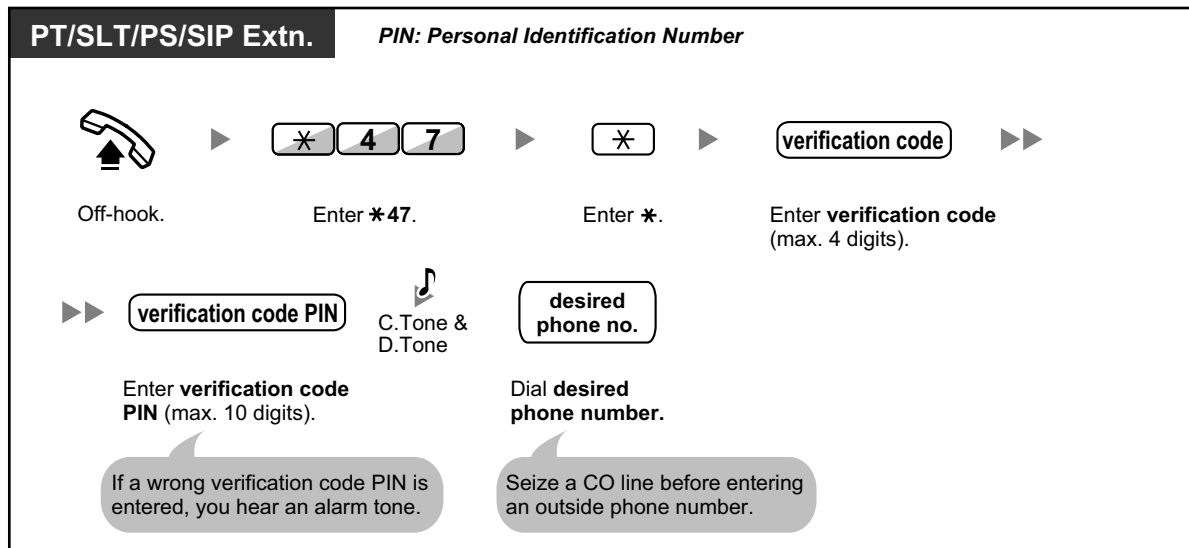 PT/SLT/PS/SIP Extn.
PIN: Personal Identification Number
* 4 7
*
verification code
Off-hook.
Enter *47.
Enter *.
Enter verification code
(max. 4 digits).
verification code PIN
C.Tone &
D.Tone
desired
phone no.
Enter verification code
PIN (max. 10 digits).
Dial desired
phone number.
If a wrong verification code PIN is
entered, you hear an alarm tone.
Seize a CO line before entering
an outside phone number.